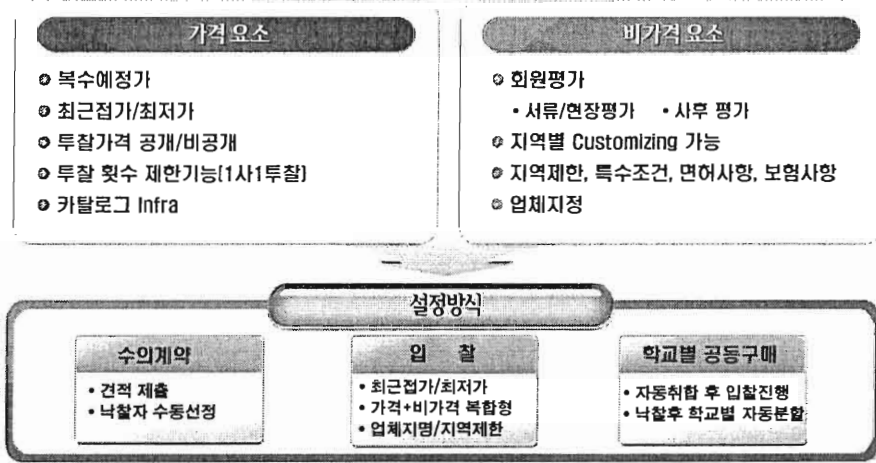 가격 요소
복수예정가
최근접가/최저가
투찰가격 공개/비공개
투찰 횟수 제한기능(1사1투찰)
카탈로그 Infra
비가격 요소
회원평가
• 서류/현장평가 • 사후 평가
지역별 Customizing 가능
지역제한, 특수조건, 면허사항, 보험사항
업체지정
설정방식
수의계약
• 견적 제출
• 낙찰자 수동선정
입 찰
• 최근접가/최저가
• 가격+비가격 복합형
• 업체지명/지역제한
학교별 공동구매
• 자동취합 후 입찰진행
• 낙찰후 학교별 자동분할